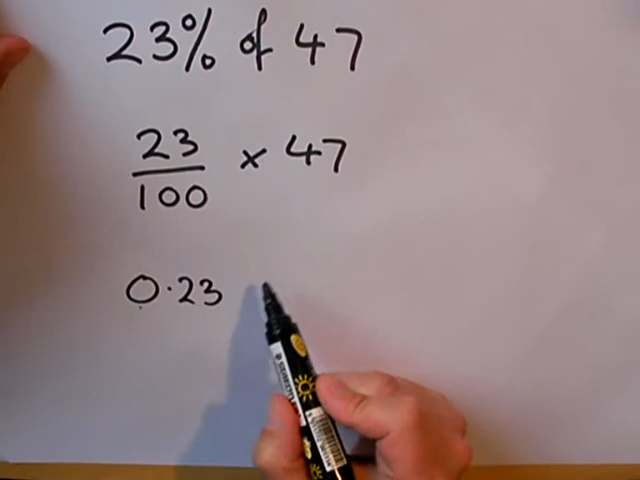 23% of 47
23
100
× 47
0·23